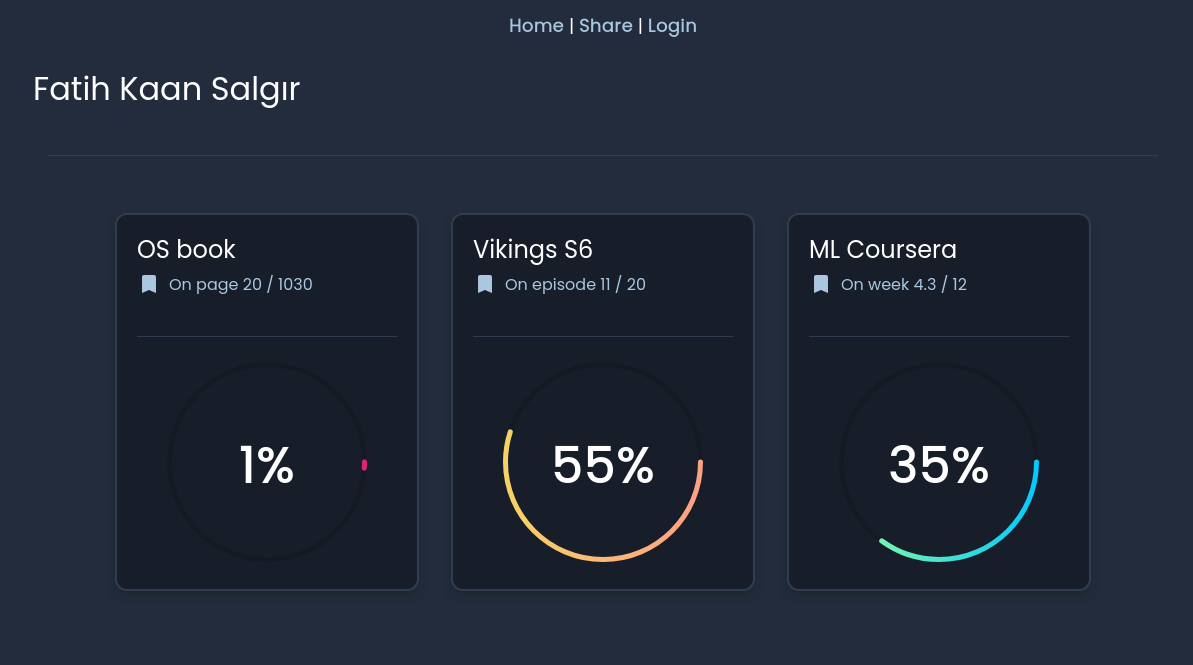 Home | Share | Login
Fatih Kaan Salgır
OS book
On page 20 / 1030
1%
Vikings S6
On episode 11 / 20
55%
ML Coursera
On week 4.3 / 12
35%